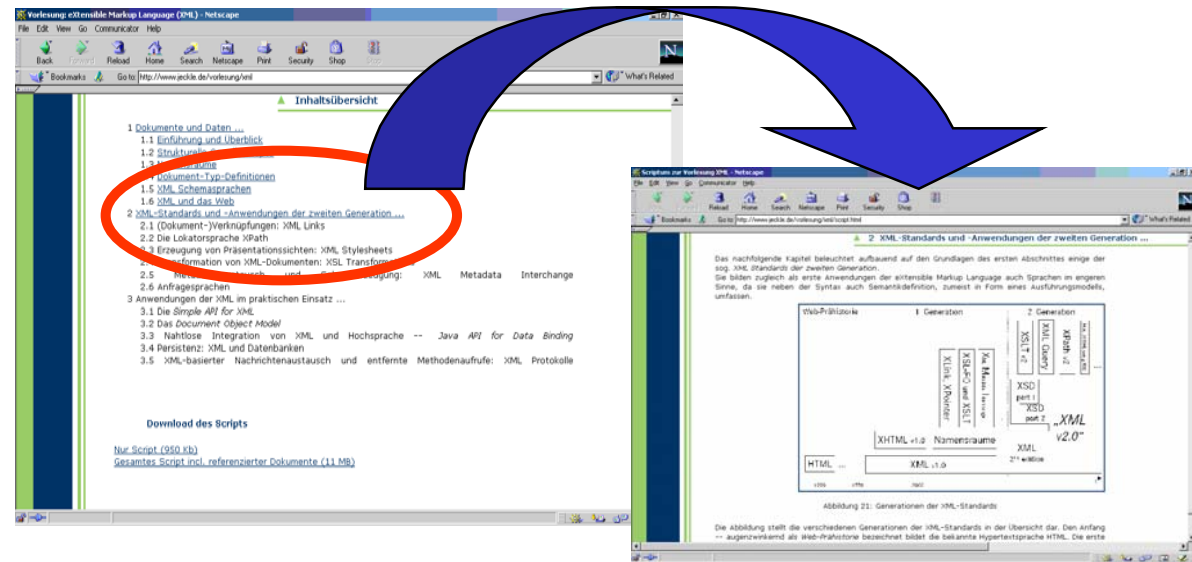 Vorlesung: eXtensible Markup Language (XML) - Netscape
File Edit View Go Communicator Help
Back Forward Reload Home Search Netscape Print Security Shop Stop
Bookmarks Go to: http://www.jeckle.de/vorlesung/xml What's Related
Inhaltsübersicht
1 Dokumente und Daten ...
1.1 Einführung und Überblick
1.2
1.3
Dokument-Typ-Definitionen
1.5 XML Schemasprachen
1.6 XML und das Web
2 XML-Standards und -Anwendungen der zweiten Generation ...
2.1 (Dokument-)Verknüpfungen: XML Links
2.2 Die Lokatorsprache XPath
2.3 Erzeugung von Präsentationssichten: XML Stylesheets
von XML-Dokumenten: XSL
2.5 und XML Metadata Interchange
2.6 Anfragesprachen
3 Anwendungen der XML im praktischen Einsatz ...
3.1 Die Simple API for XML
3.2 Das Document Object Model
3.3 Nahtlose Integration von XML und Hochsprache -- Java API for Data Binding
3.4 Persistenz: XML und Datenbanken
3.5 XML-basierter Nachrichtenaustausch und entfernte Methodenaufrufe: XML Protokolle
Download des Scripts
Nur Script (950 Kb)
Gesamtes Script incl. referenzierter Dokumente (11 MB)
Scriptum zur Vorlesung XML - Netscape
File Edit View Go Communicator Help
Back Forward Reload Home Search Netscape Print Security Shop
Bookmarks Go to: http://www.jeckle.de/vorlesung/xml/script.html What's Related
2 XML-Standards und -Anwendungen der zweiten Generation ...
Das nachfolgende Kapitel beleuchtet aufbauend auf den Grundlagen des ersten Abschnittes einige der
sog. XML Standards der zweiten Generation.
Sie bilden zugleich als erste Anwendungen der eXtensible Markup Language auch Sprachen im engeren
Sinne, da sie neben der Syntax auch Semantikdefinition, zumeist in Form eines Ausführungsmodells,
umfassen.
Web-Prähistorie 1 Generation 2 Generation
XSLT v2
XML Query
XPath v2
...
XLink, XPointer
XSL-FO und XSLT
XSD
part 1
XSD
part 2
„XML
v2.0"
XHTML v1.0 Namensräume
XML
2nd edition
HTML ... XML v1.0
Abbildung 21: Generationen der XML-Standards
Die Abbildung stellt die verschiedenen Generationen der XML-Standards in der Übersicht dar. Den Anfang
-- augenzwinkernd als Web-Prähistorie bezeichnet bildet die bekannte Hypertextsprache HTML. Die erste